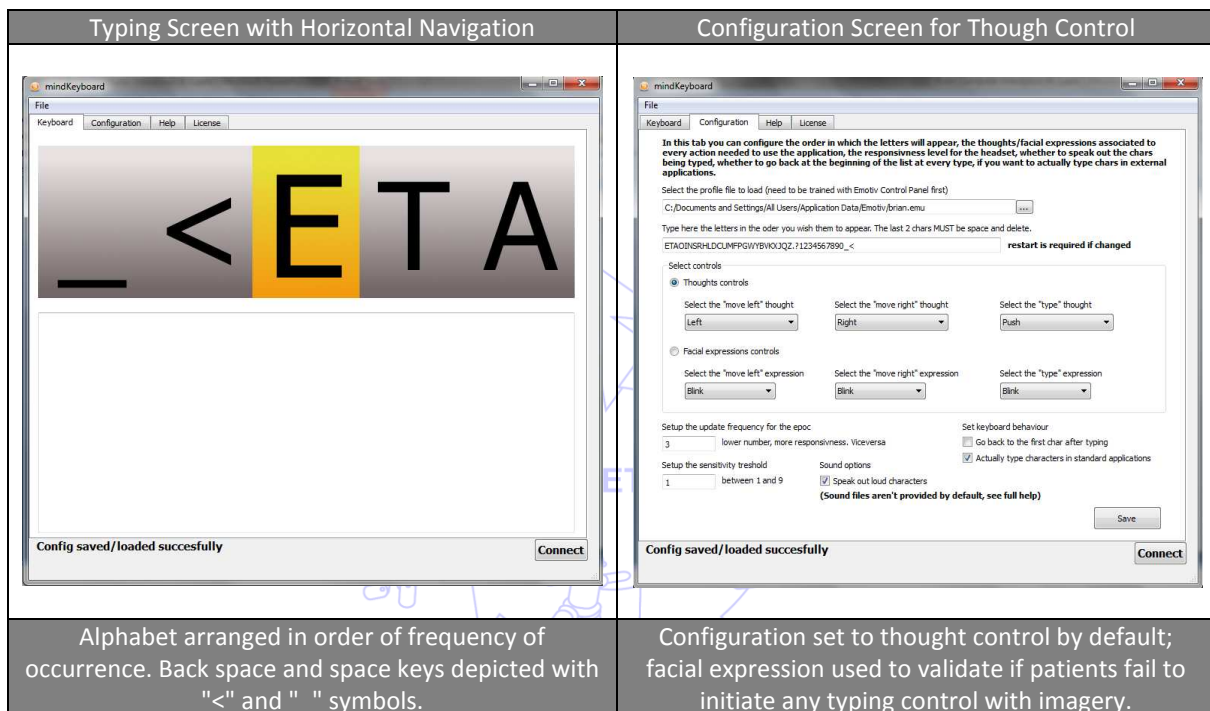 Typing Screen with Horizontal Navigation
Configuration Screen for Though Control
mindKeyboard
File
Keyboard Configuration Help License
_ < E T A
Config saved/loaded succesfully
Connect
mindKeyboard
File
Keyboard Configuration Help License
In this tab you can configure the order in which the letters will appear, the thoughts/facial expressions associated to
every action needed to use the application, the responsivness level for the headset, whether to speak out the chars
being typed, whether to go back at the beginning of the list at every type, if you want to actually type chars in external
applications.
Select the profile file to load (need to be trained with Emotiv Control Panel first)
C:/Documents and Settings/All Users/Application Data/Emotiv/brian.emu ...
Type here the letters in the oder you wish them to appear. The last 2 chars MUST be space and delete.
ETAOINSRHLDCUMFPGWYBVKXJQZ.?1234567890_< restart is required if changed
Select controls
Thoughts controls
Select the "move left" thought Select the "move right" thought Select the "type" thought
Left Right Push
Facial expressions controls
Select the "move left" expression Select the "move right" expression Select the "type" expression
Blink Blink Blink
Setup the update frequency for the epoc Set keyboard behaviour
3 lower number, more responsivness. Viceversa Go back to the first char after typing
Actually type characters in standard applications
Setup the sensitivity treshold Sound options
1 between 1 and 9 Speak out loud characters
(Sound files aren't provided by default, see full help)
Save
Config saved/loaded succesfully
Connect
Alphabet arranged in order of frequency of
occurrence. Back space and space keys depicted with
"<" and "_" symbols.
Configuration set to thought control by default;
facial expression used to validate if patients fail to
initiate any typing control with imagery.